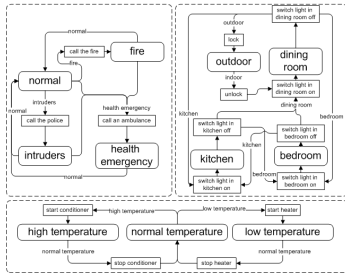 normal
call the fire
fire
fire
normal
intruders
health emergency
call the police
call an ambulance
normal
intruders
health
emergency
normal
outdoor
switch light in
dining room off
lock
outdoor
dining
room
indoor
unlock
switch light in
dining room on
dining room
kitchen
bedroom
kitchen
switch light in
kitchen off
switch light in
bedroom off
kitchen
bedroom
bedroom
switch light in
kitchen on
switch light in
bedroom on
start conditioner
high temperature
low temperature
start heater
high temperature
normal temperature
low temperature
normal temperature
normal temperature
stop conditioner
stop heater